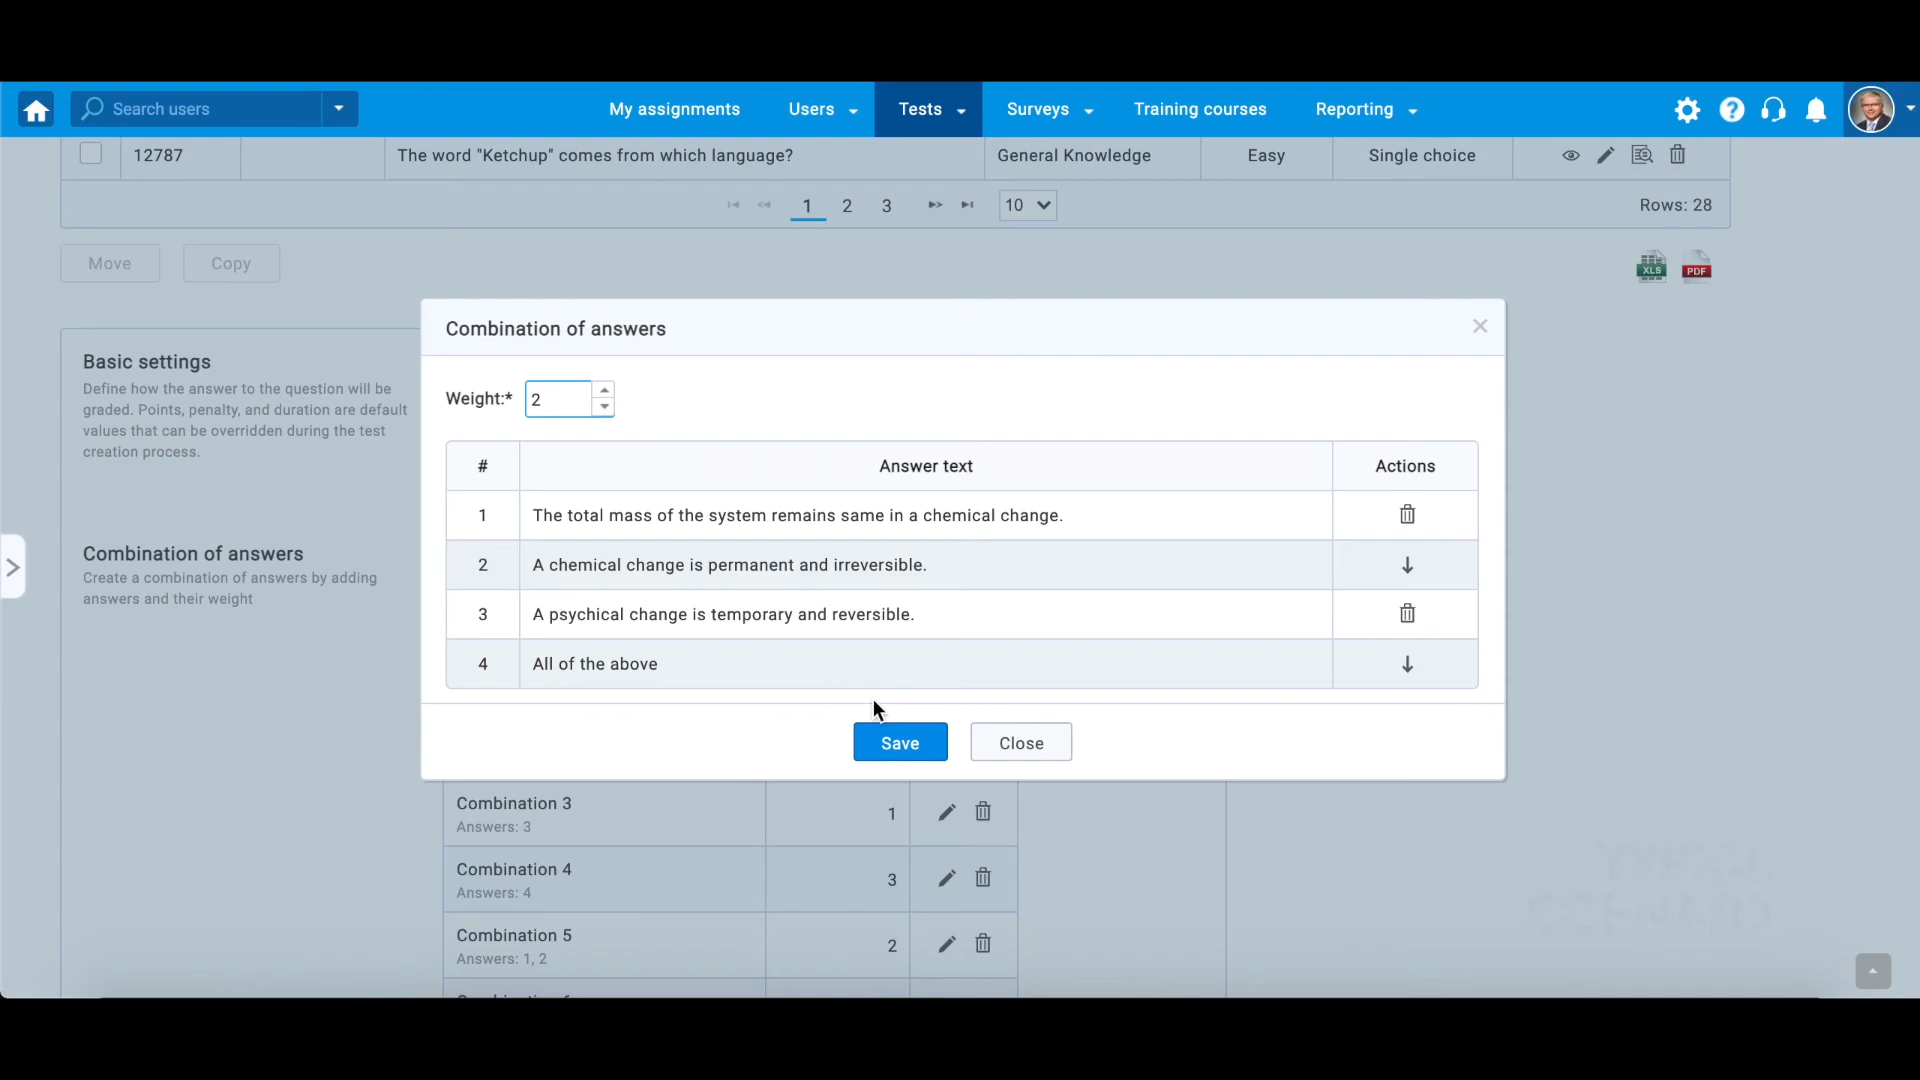 Search users
My assignments
Users
Tests
Surveys
Training courses
Reporting
12787
The word "Ketchup" comes from which language?
General Knowledge
Easy
Single choice
1 2 3
10
Rows: 28
Move
Copy
XLS
PDF
Combination of answers
Weight:*
2
# Answer text Actions
1 The total mass of the system remains same in a chemical change.
2 A chemical change is permanent and irreversible.
3 A psychical change is temporary and reversible.
4 All of the above
Save
Close
Basic settings
Define how the answer to the question will be
graded. Points, penalty, and duration are default
values that can be overridden during the test
creation process.
Combination of answers
Create a combination of answers by adding
answers and their weight
Combination 3 1
Answers: 3
Combination 4 3
Answers: 4
Combination 5 2
Answers: 1, 2